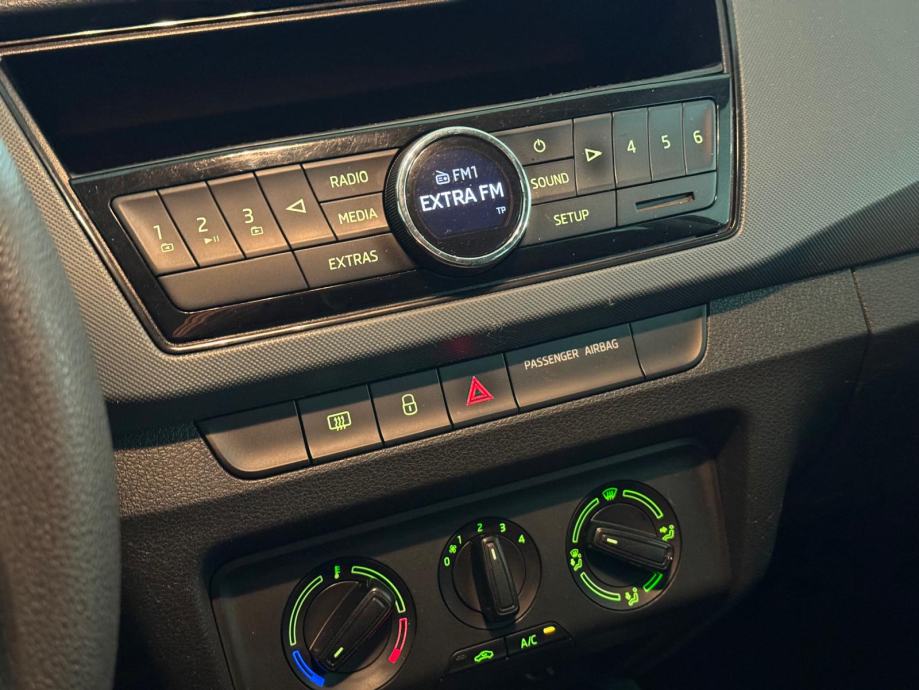 1
2
3
RADIO
MEDIA
EXTRAS
FM1
EXTRA FM
TP
SOUND
SETUP
4
5
6
PASSENGER AIRBAG
0
1
2
3
4
A/C